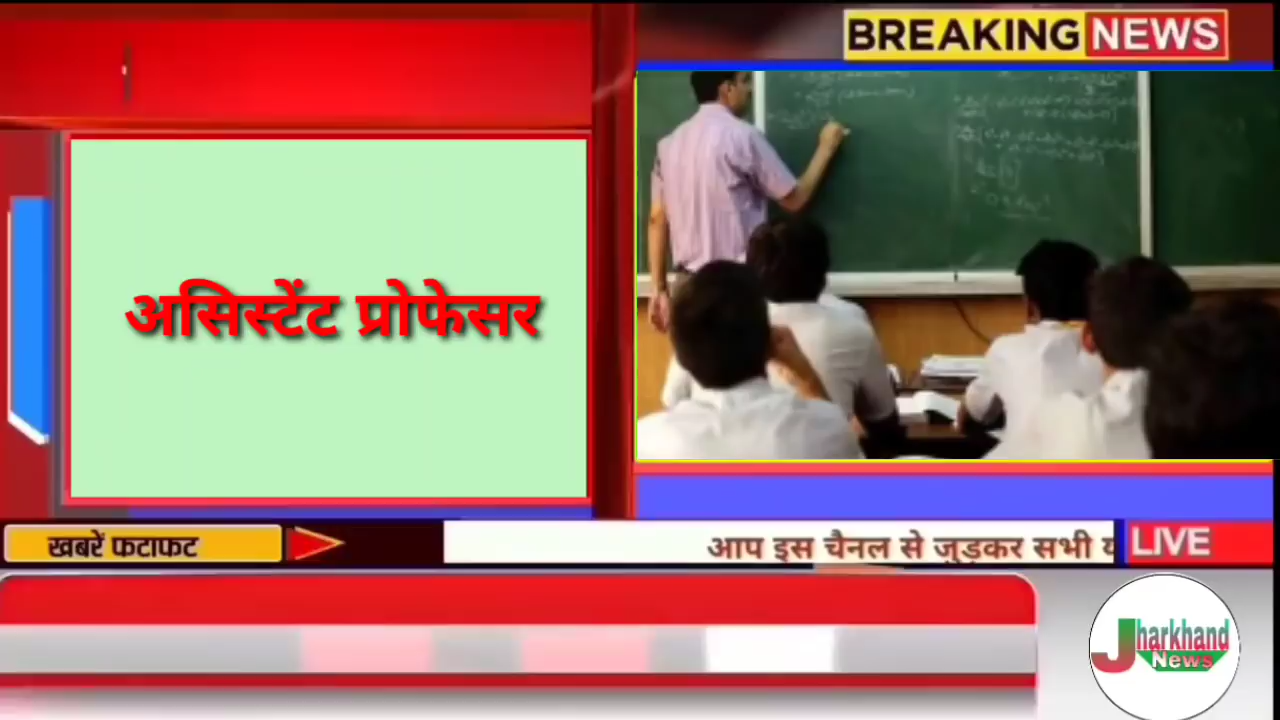 BREAKING NEWS
असिस्टेंट प्रोफेसर
खबरें फटाफट
आप इस चैनल से जुड़कर सभी
LIVE
Jharkhand
News